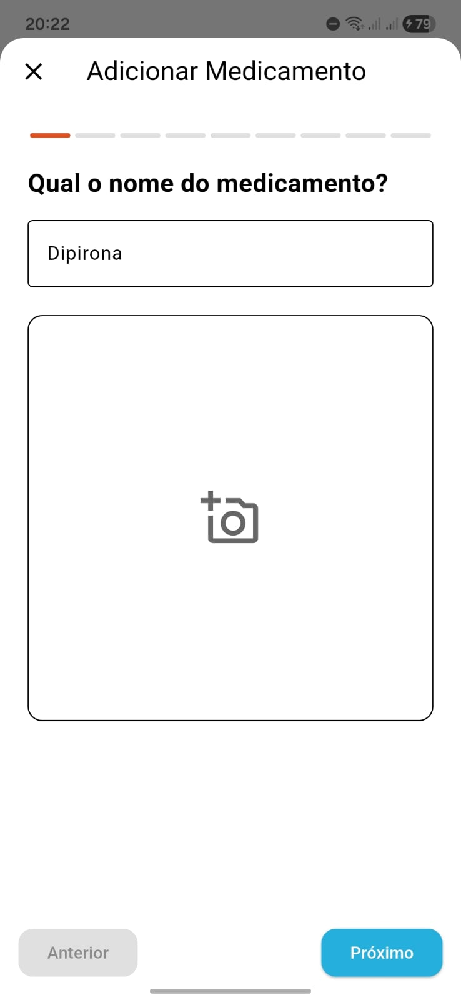 20:22
79
Adicionar Medicamento
Qual o nome do medicamento?
Dipirona
Anterior
Próximo